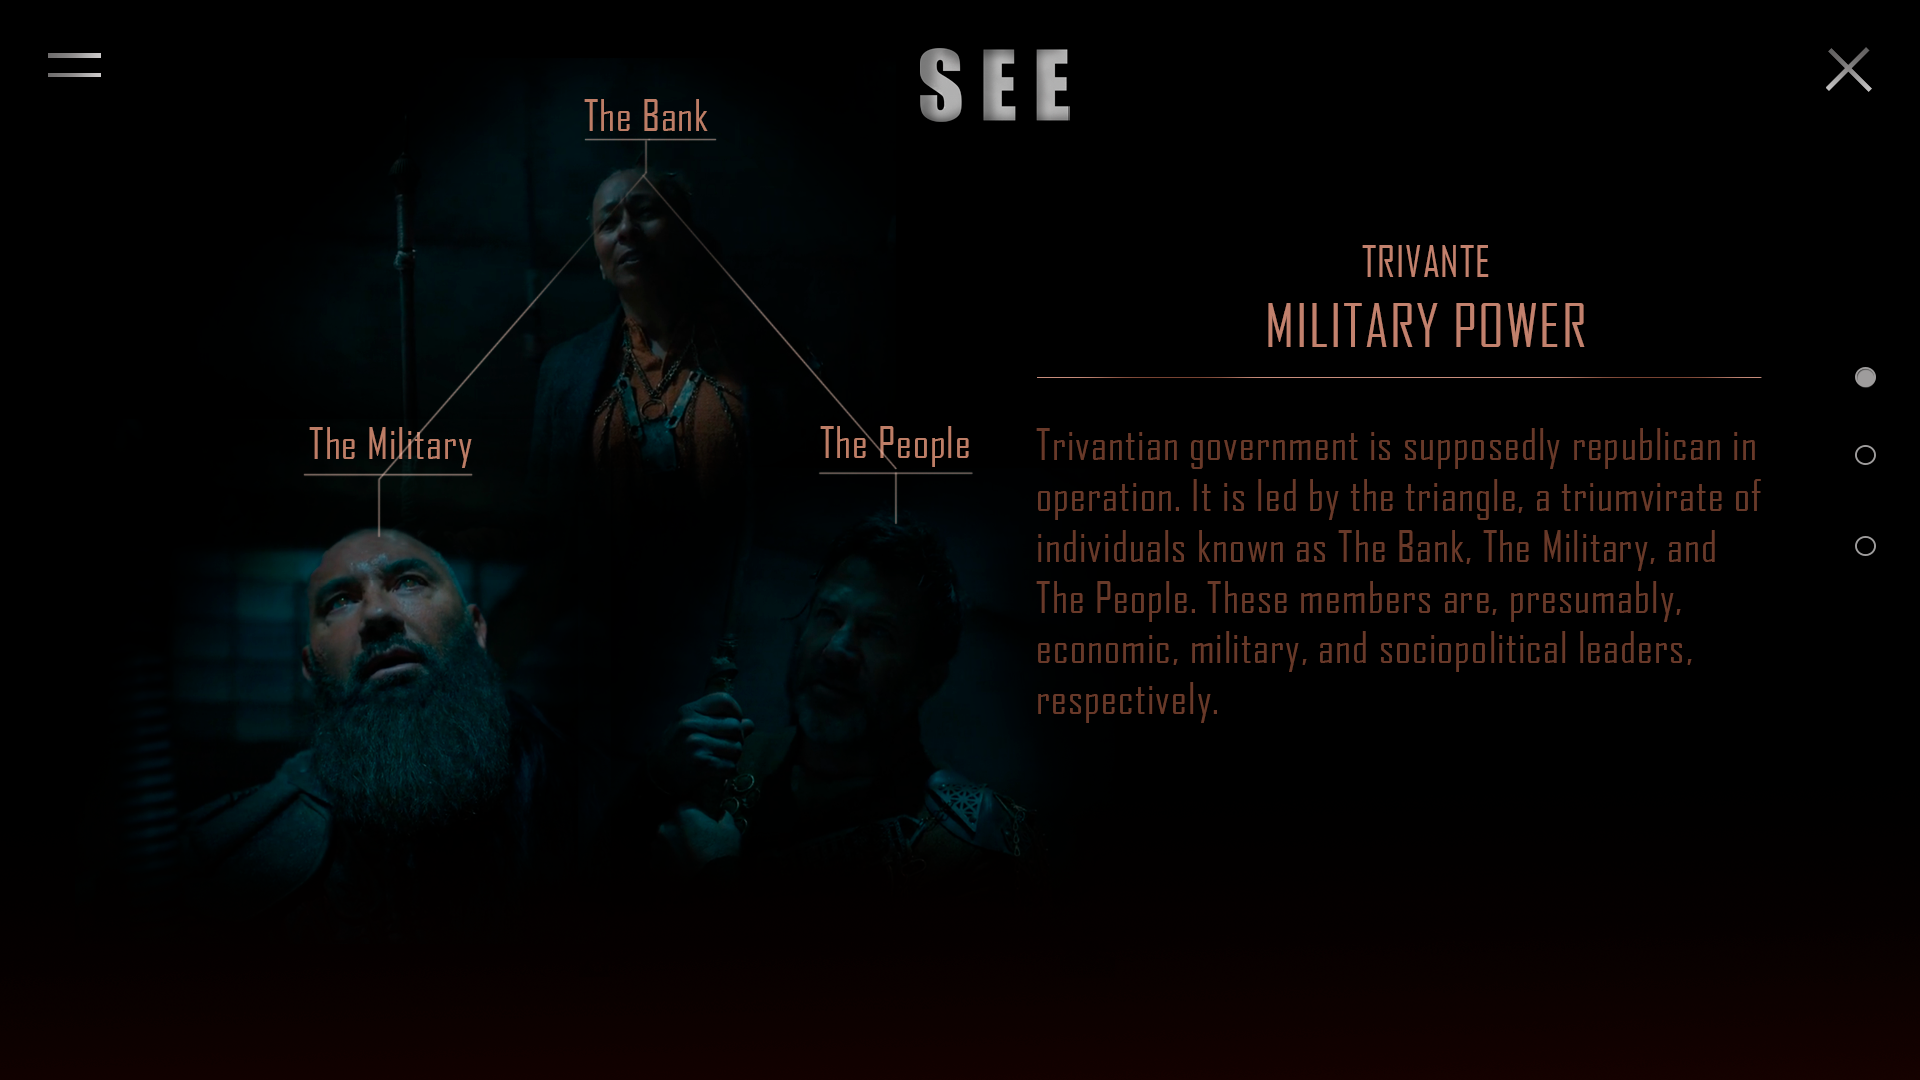 SEE
The Bank
The Military
The People
TRIVANTE
MILITARY POWER
Trivantian government is supposedly republican in
operation. It is led by the triangle, a triumvirate of
individuals known as The Bank, The Military, and
The People. These members are, presumably,
economic, military, and sociopolitical leaders,
respectively.